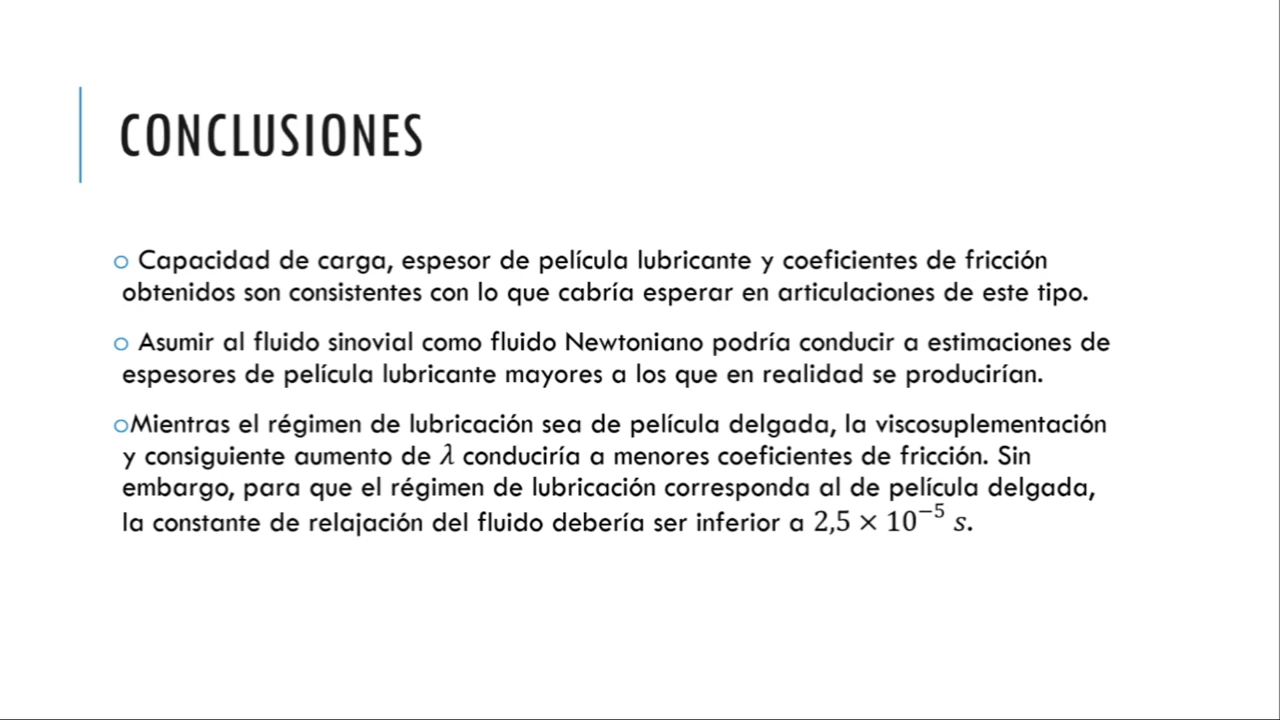 CONCLUSIONES
o Capacidad de carga, espesor de película lubricante y coeficientes de fricción
obtenidos son consistentes con lo que cabría esperar en articulaciones de este tipo.
o Asumir al fluido sinovial como fluido Newtoniano podría conducir a estimaciones de
espesores de película lubricante mayores a los que en realidad se producirían.
oMientras el régimen de lubricación sea de película delgada, la viscosuplementación
y consiguiente aumento de λ conduciría a menores coeficientes de fricción. Sin
embargo, para que el régimen de lubricación corresponda al de película delgada,
la constante de relajación del fluido debería ser inferior a 2,5 × 10⁻⁵ s.